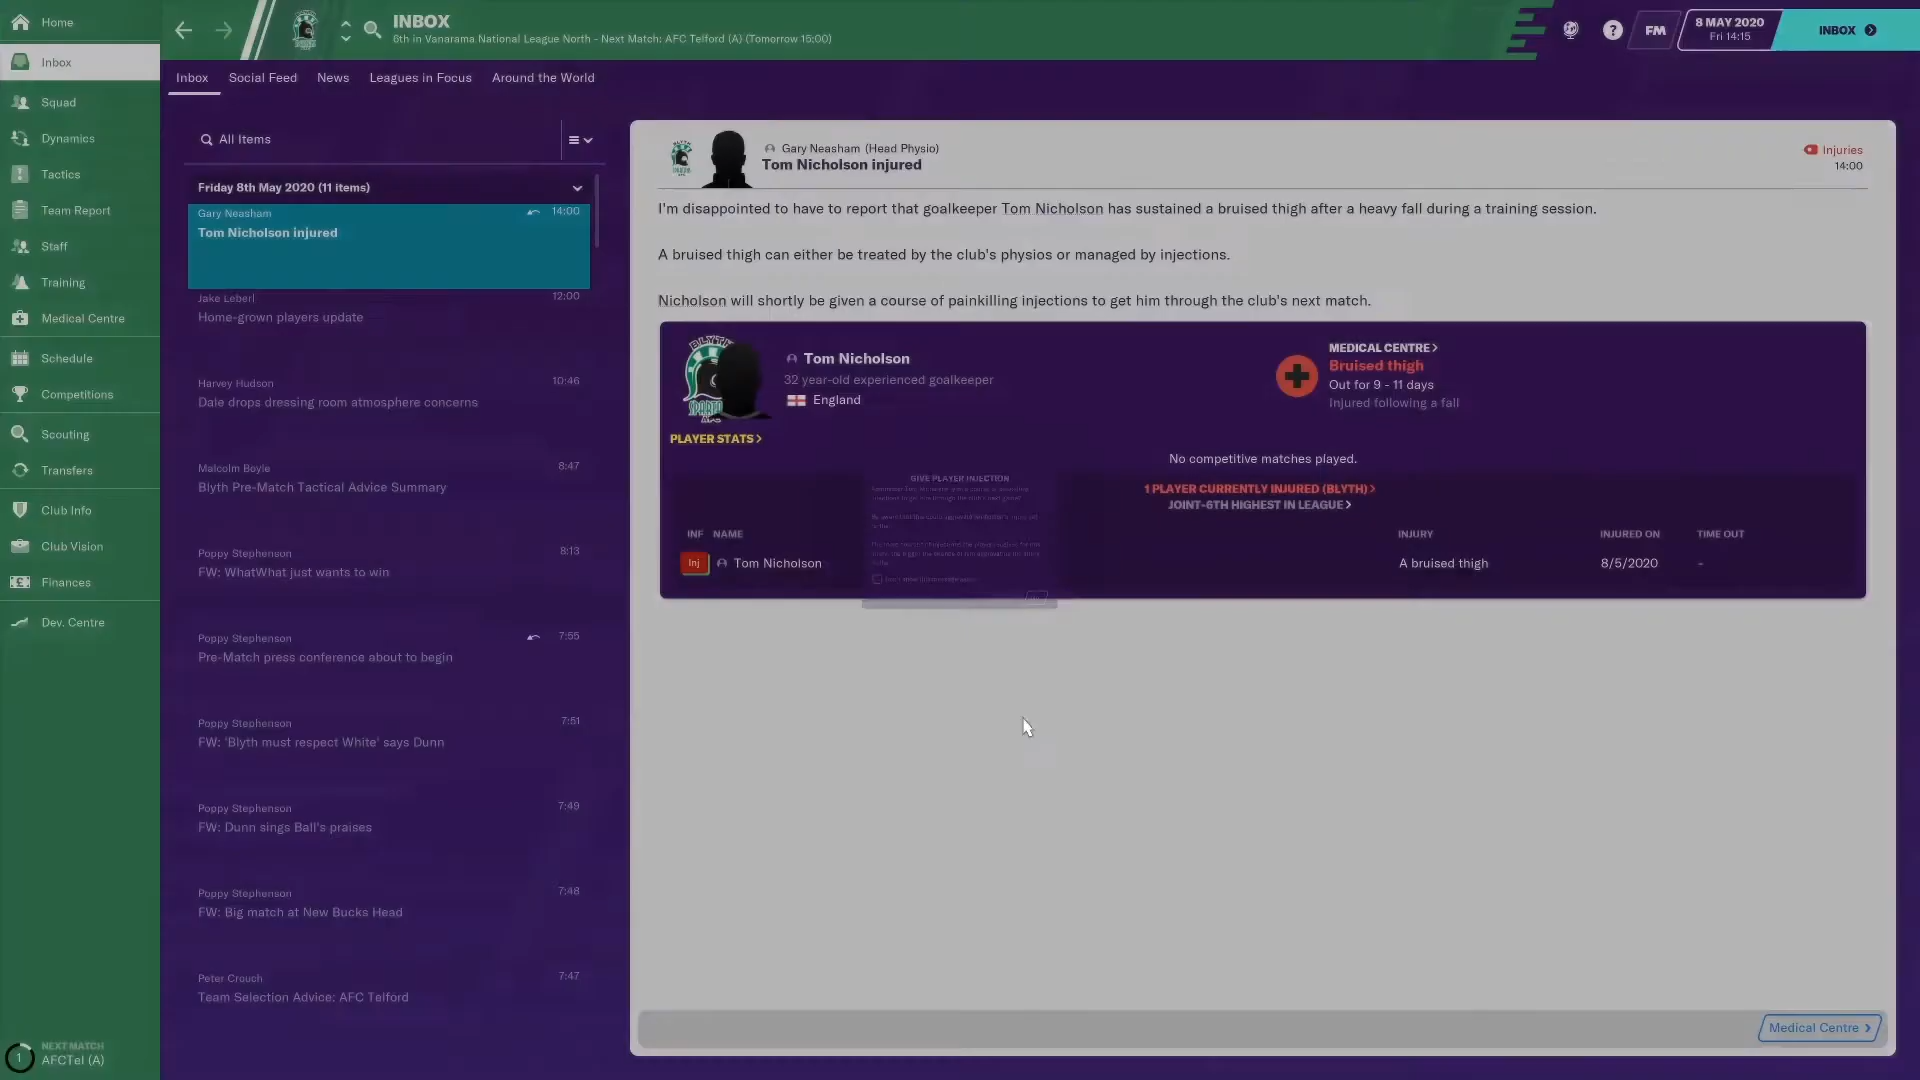 Home
Inbox
Squad
Dynamics
Tactics
Team Report
Staff
Training
Medical Centre
Schedule
Competitions
Scouting
Transfers
Club Info
Club Vision
Finances
Dev. Centre
NEXT MATCH
1 AFCTel (A)
INBOX
6th in Vanarama National League North - Next Match: AFC Telford (A) (Tomorrow 15:00)
FM
8 MAY 2020
Fri 14:15
INBOX
Inbox Social Feed News Leagues in Focus Around the World
All Items
Friday 8th May 2020 (11 items)
Gary Neasham 14:00
Tom Nicholson injured
Jake Leberl 12:00
Home-grown players update
Harvey Hudson 10:46
Dale drops dressing room atmosphere concerns
Malcolm Boyle 8:47
Blyth Pre-Match Tactical Advice Summary
Poppy Stephenson 8:13
FW: WhatWhat just wants to win
Poppy Stephenson 7:55
Pre-Match press conference about to begin
Poppy Stephenson 7:51
FW: 'Blyth must respect White' says Dunn
Poppy Stephenson 7:49
FW: Dunn sings Ball's praises
Poppy Stephenson 7:48
FW: Big match at New Bucks Head
Peter Crouch 7:47
Team Selection Advice: AFC Telford
Gary Neasham (Head Physio)
Tom Nicholson injured
Injuries
14:00
I'm disappointed to have to report that goalkeeper Tom Nicholson has sustained a bruised thigh after a heavy fall during a training session.
A bruised thigh can either be treated by the club's physios or managed by injections.
Nicholson will shortly be given a course of painkilling injections to get him through the club's next match.
BLYTH
SPARTANS
AFC
Tom Nicholson
32 year-old experienced goalkeeper
England
MEDICAL CENTRE >
Bruised thigh
Out for 9 - 11 days
Injured following a fall
PLAYER STATS >
No competitive matches played.
GIVE PLAYER INJECTION
1 PLAYER CURRENTLY INJURED (BLYTH) >
JOINT-6TH HIGHEST IN LEAGUE >
INF NAME INJURY INJURED ON TIME OUT
Inj Tom Nicholson A bruised thigh 8/5/2020 -
Medical Centre >